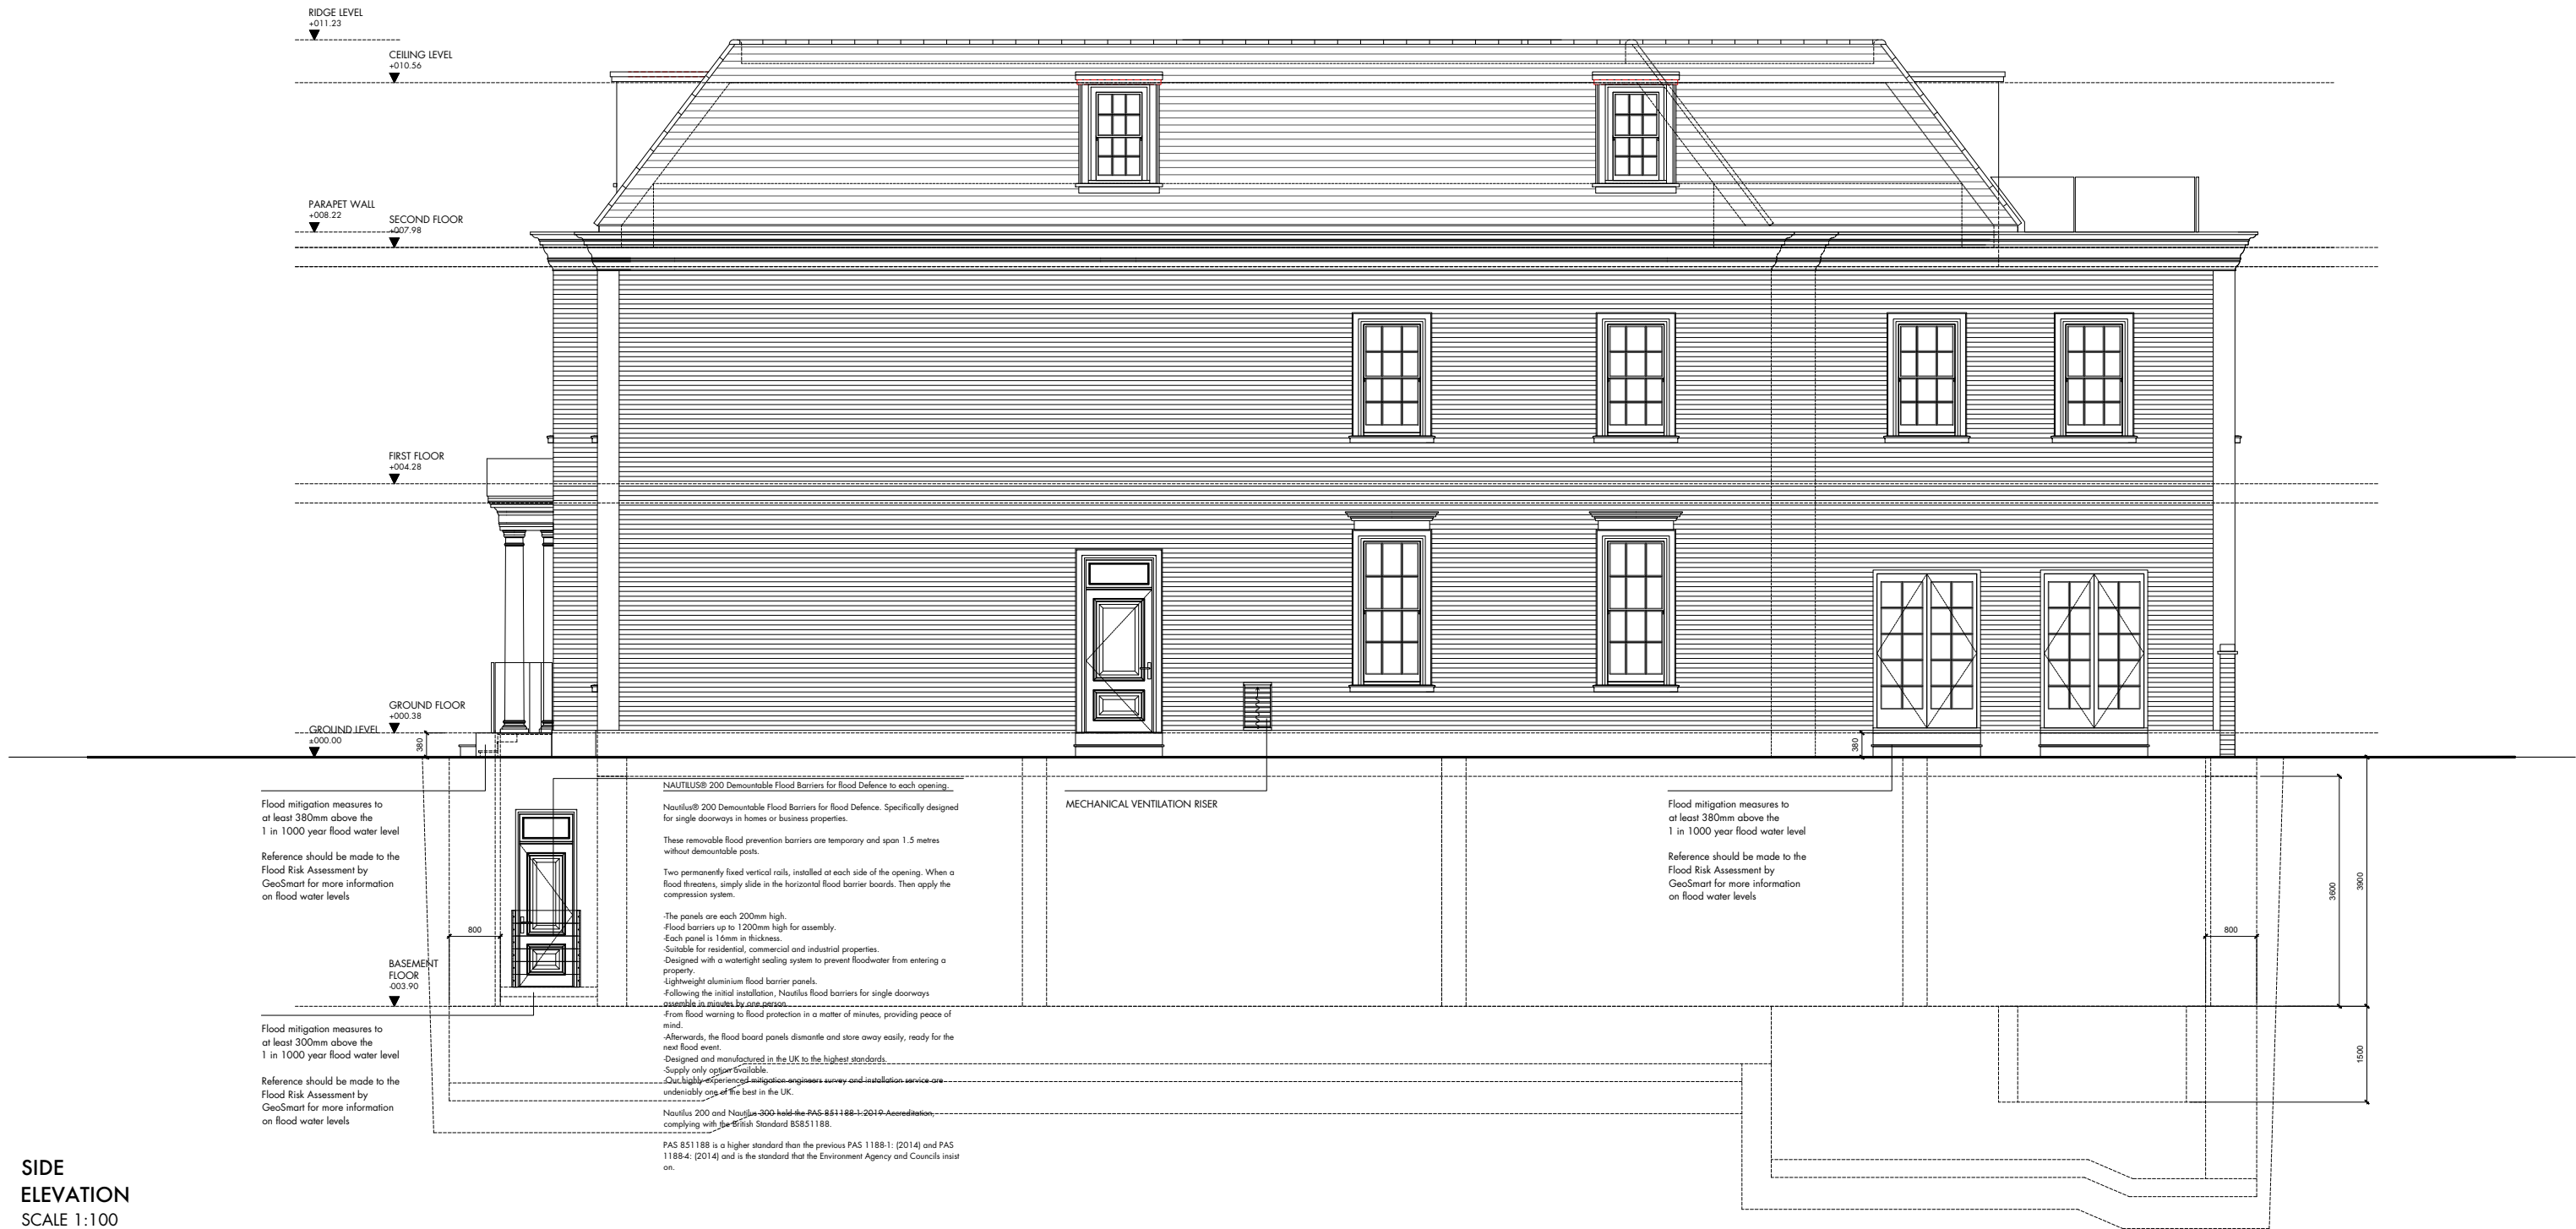 RIDGE LEVEL
+011.23
CEILING LEVEL
+010.56
PARAPET WALL
+008.22
SECOND FLOOR
+007.98
FIRST FLOOR
+004.28
GROUND FLOOR
+000.38
GROUND LEVEL
±000.00
380
380
Flood mitigation measures to
at least 380mm above the
1 in 1000 year flood water level
Reference should be made to the
Flood Risk Assessment by
GeoSmart for more information
on flood water levels
800
BASEMENT
FLOOR
-003.90
Flood mitigation measures to
at least 300mm above the
1 in 1000 year flood water level
Reference should be made to the
Flood Risk Assessment by
GeoSmart for more information
on flood water levels
NAUTILUS® 200 Demountable Flood Barriers for flood Defence to each opening.
Nautilus® 200 Demountable Flood Barriers for flood Defence. Specifically designed
for single doorways in homes or business properties.
These removable flood prevention barriers are temporary and span 1.5 metres
without demountable posts.
Two permanently fixed vertical rails, installed at each side of the opening. When a
flood threatens, simply slide in the horizontal flood barrier boards. Then apply the
compression system.
-The panels are each 200mm high.
-Flood barriers up to 1200mm high for assembly.
-Each panel is 16mm in thickness.
-Suitable for residential, commercial and industrial properties.
-Designed with a watertight sealing system to prevent floodwater from entering a
property.
-Lightweight aluminium flood barrier panels.
-Following the initial installation, Nautilus flood barriers for single doorways
assemble in minutes by one person
-From flood warning to flood protection in a matter of minutes, providing peace of
mind.
-Afterwards, the flood board panels dismantle and store away easily, ready for the
next flood event.
-Designed and manufactured in the UK to the highest standards.
-Supply only option available.
-Our highly experienced mitigation engineers survey and installation service are
undeniably one of the best in the UK.
Nautilus 200 and Nautilus 300 hold the PAS 851188-1:2019 Accreditation,
complying with the British Standard BS851188.
PAS 851188 is a higher standard than the previous PAS 1188-1: (2014) and PAS
1188-4: (2014) and is the standard that the Environment Agency and Councils insist
on.
MECHANICAL VENTILATION RISER
Flood mitigation measures to
at least 380mm above the
1 in 1000 year flood water level
Reference should be made to the
Flood Risk Assessment by
GeoSmart for more information
on flood water levels
800
3600
3900
1500
SIDE
ELEVATION
SCALE 1:100